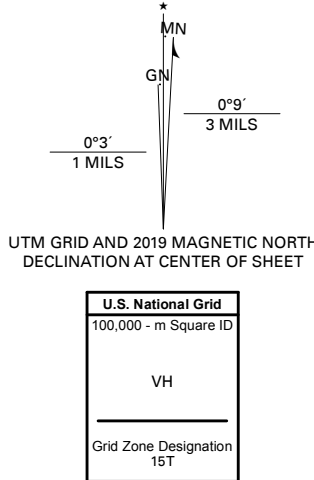 ★
MN
GN
0°9´
3 MILS
0°3´
1 MILS
UTM GRID AND 2019 MAGNETIC NORTH
DECLINATION AT CENTER OF SHEET
U.S. National Grid
100,000 - m Square ID
VH
Grid Zone Designation
15T